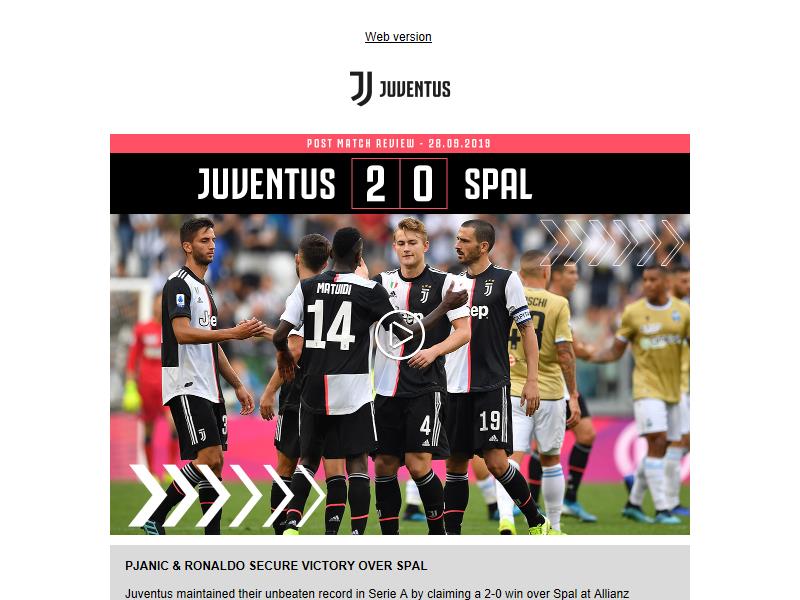 Web version
JUVENTUS
POST MATCH REVIEW - 28.09.2019
JUVENTUS 2 0 SPAL
MATUIDI
14
Jeep
4
19
PJANIC & RONALDO SECURE VICTORY OVER SPAL
Juventus maintained their unbeaten record in Serie A by claiming a 2-0 win over Spal at Allianz